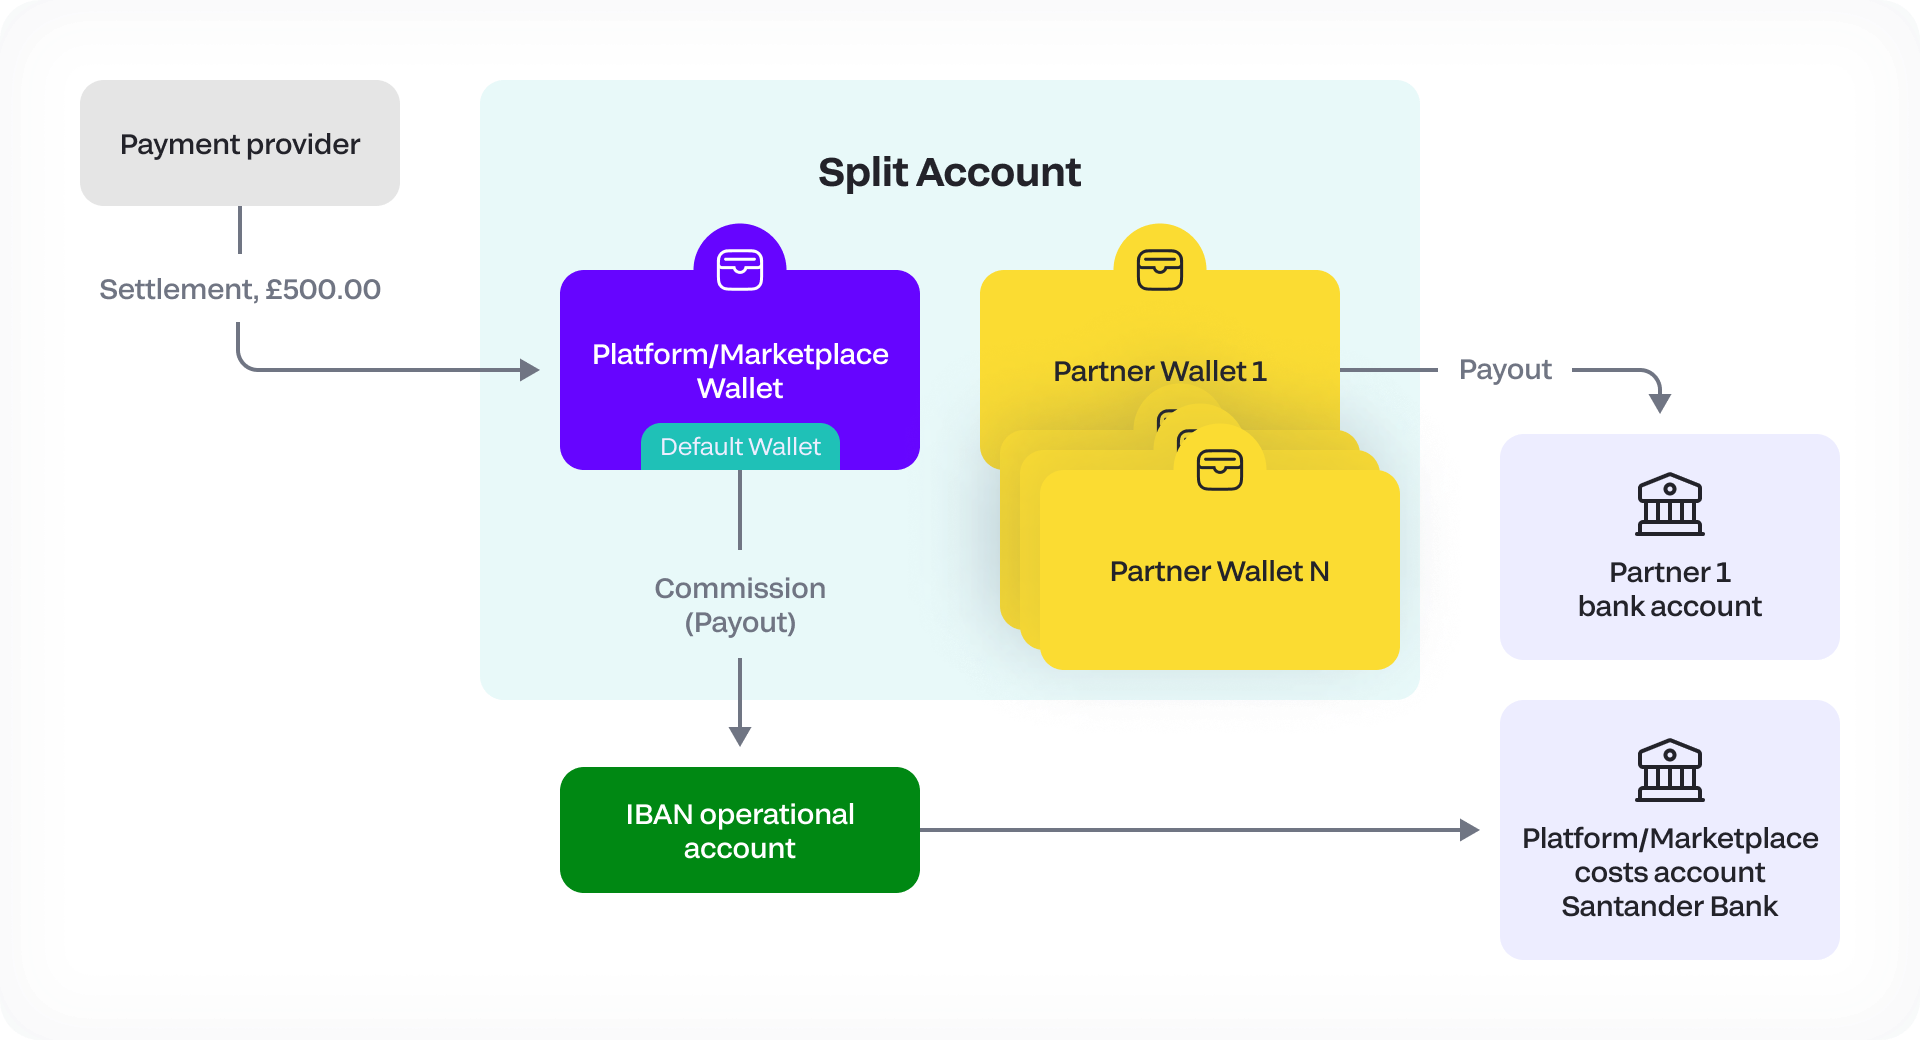 Payment provider
Settlement, £500.00
Split Account
Platform/Marketplace
Wallet
Default Wallet
Commission
(Payout)
Partner Wallet 1
Partner Wallet N
Payout
Partner 1
bank account
IBAN operational
account
Platform/Marketplace
costs account
Santander Bank